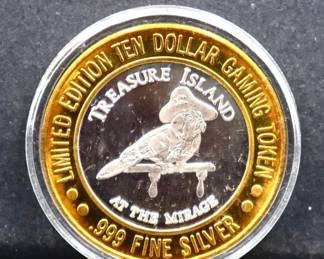 LIMITED EDITION TEN DOLLAR GAMING TOKEN
TREASURE ISLAND
AT THE MIRAGE
.999 FINE SILVER